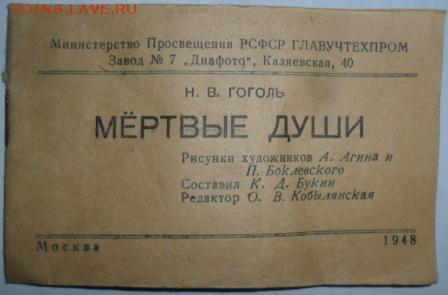 COINS.LAVE.RU
Министерство Просвещения РСФСР ГЛАВУЧТЕХПРОМ
Завод № 7 „Диафото", Каляевская, 40
Н. В. ГОГОЛЬ
МЁРТВЫЕ ДУШИ
Рисунки художников А. Агина и
П. Боклевского
Составил К. Д. Букин
Редактор О. В. Кобылянская
Москва 1948